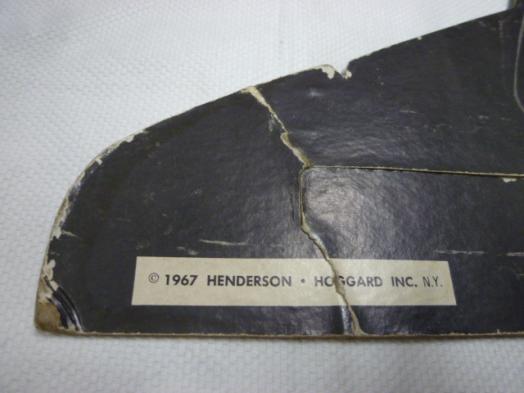 © 1967 HENDERSON • HOGGARD INC. N.Y.